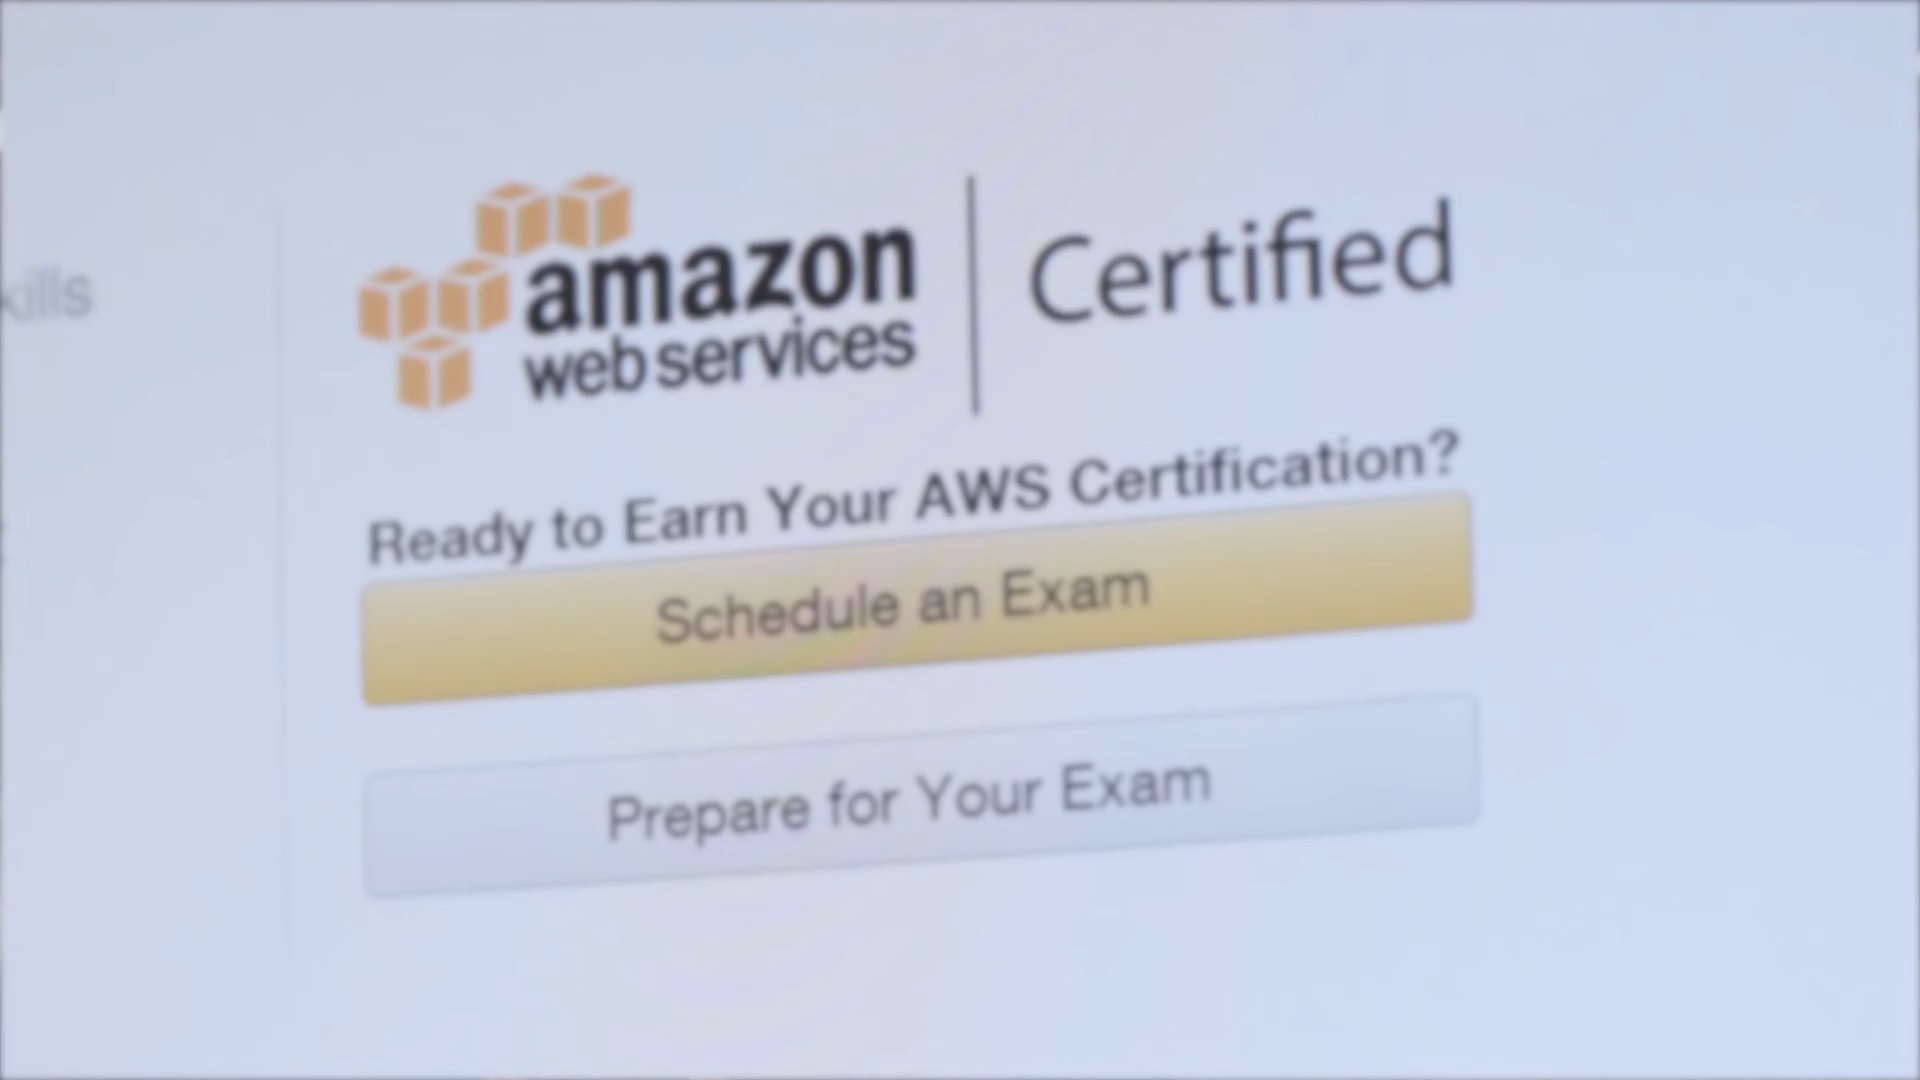 amazon
web services
Certified
Ready to Earn Your AWS Certification?
Schedule an Exam
Prepare for Your Exam